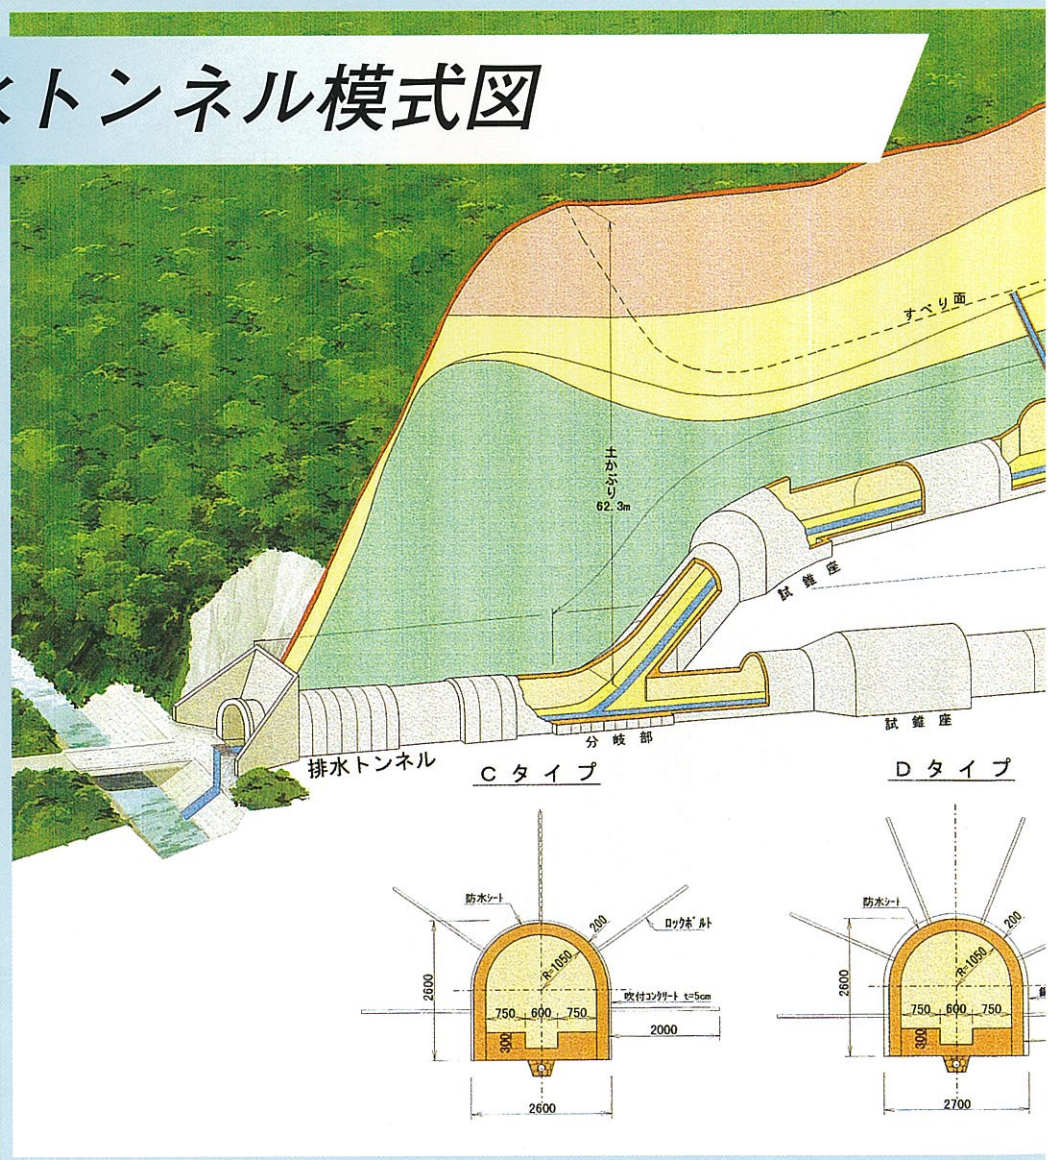 トンネル模式図
すべり面
土かぶり
62.3m
試錐座
試錐座
分岐部
排水トンネル
Cタイプ
Dタイプ
防水シート
200
ロックボルト
R=1050
2600
吹付コンクリート t=5cm
750 600 750
300
2000
2600
防水シート
200
R=1050
2600
750 600 750
300
2700